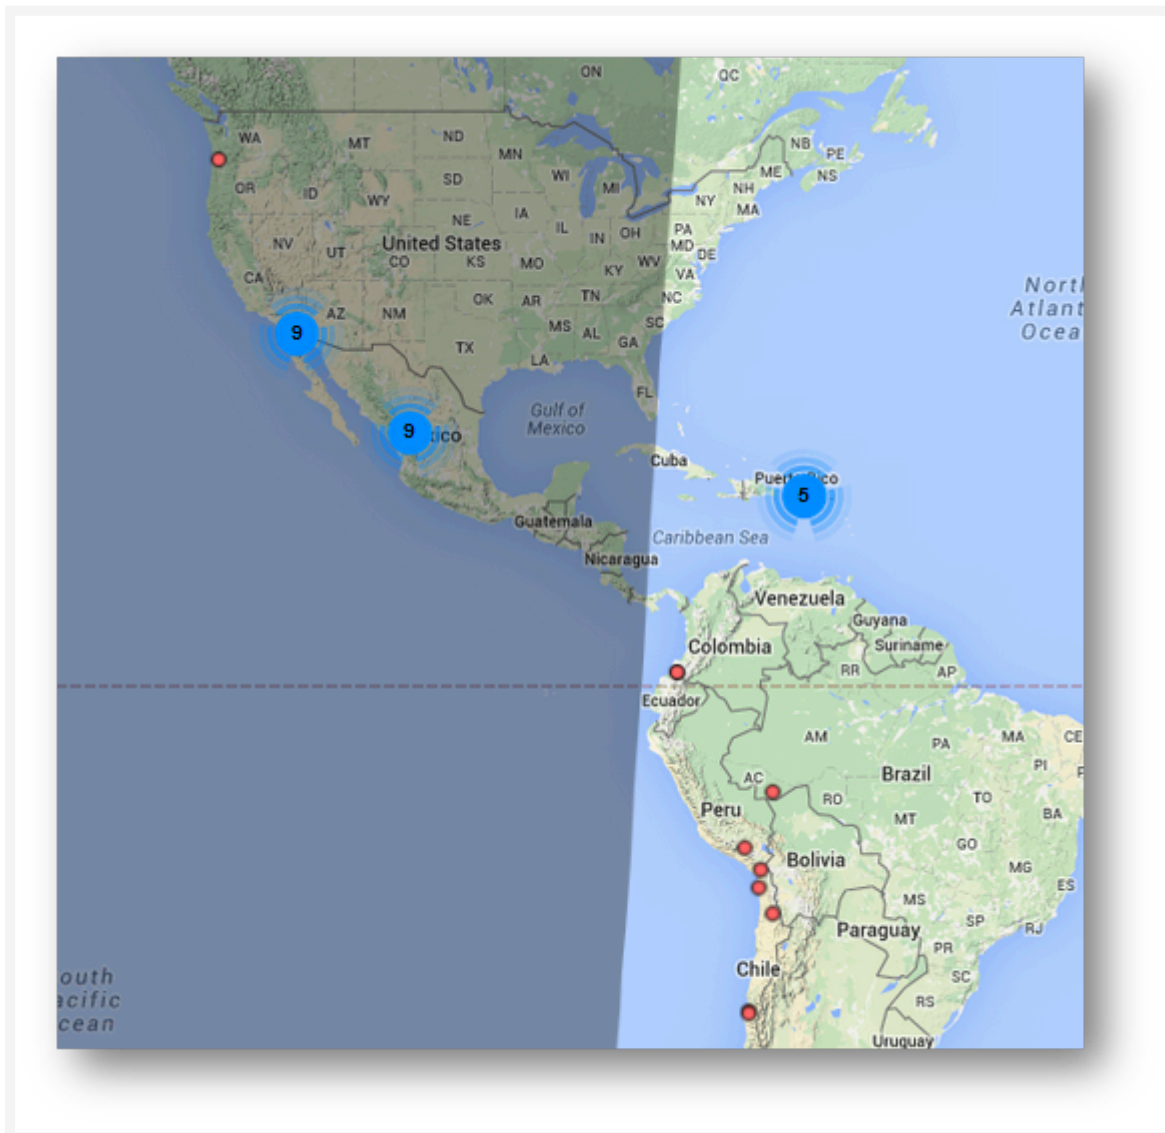 ON
QC
WA
MT
ND
MN
NB
PE
OR
ID
WY
SD
WI
MI
ME
NS
NH
NY
MA
NE
IA
IL
IN
OH
PA
MD
DE
NV
UT
United States
CO
KS
MO
KY
WV
VA
CA
AZ
NM
OK
AR
TN
NC
North
Atlant
Ocea
MS
AL
GA
SC
9
TX
LA
FL
Gulf of
Mexico
9
ico
Cuba
Puerto Rico
5
Guatemala
Caribbean Sea
Nicaragua
Venezuela
Guyana
Colombia
Suriname
RR
AP
Ecuador
AM
PA
MA
CE
PI
AC
Brazil
TO
Peru
RO
MT
BA
GO
Bolivia
MG
MS
ES
SP
RJ
Paraguay
PR
Chile
SC
outh
acific
cean
RS
Uruguay